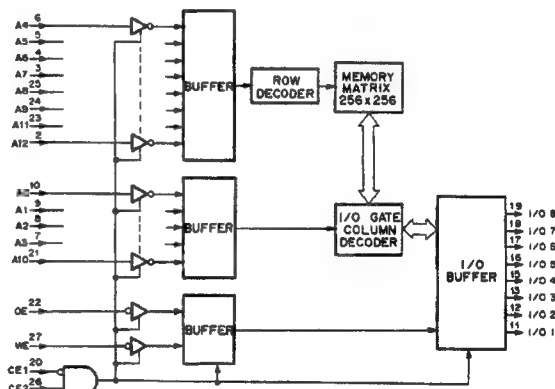 A4 6
A5 5
A6 4
A7 3
A8 25
A9 24
A11 23
A12 2
BUFFER
ROW
DECODER
MEMORY
MATRIX
256 x 256
A0 10
A1 9
A2 8
A3 7
A10 21
BUFFER
I/O GATE
COLUMN
DECODER
I/O
BUFFER
19 I/O 8
18 I/O 7
17 I/O 6
16 I/O 5
15 I/O 4
13 I/O 3
12 I/O 2
11 I/O 1
OE 22
WE 27
BUFFER
CE1 20
CE2 26